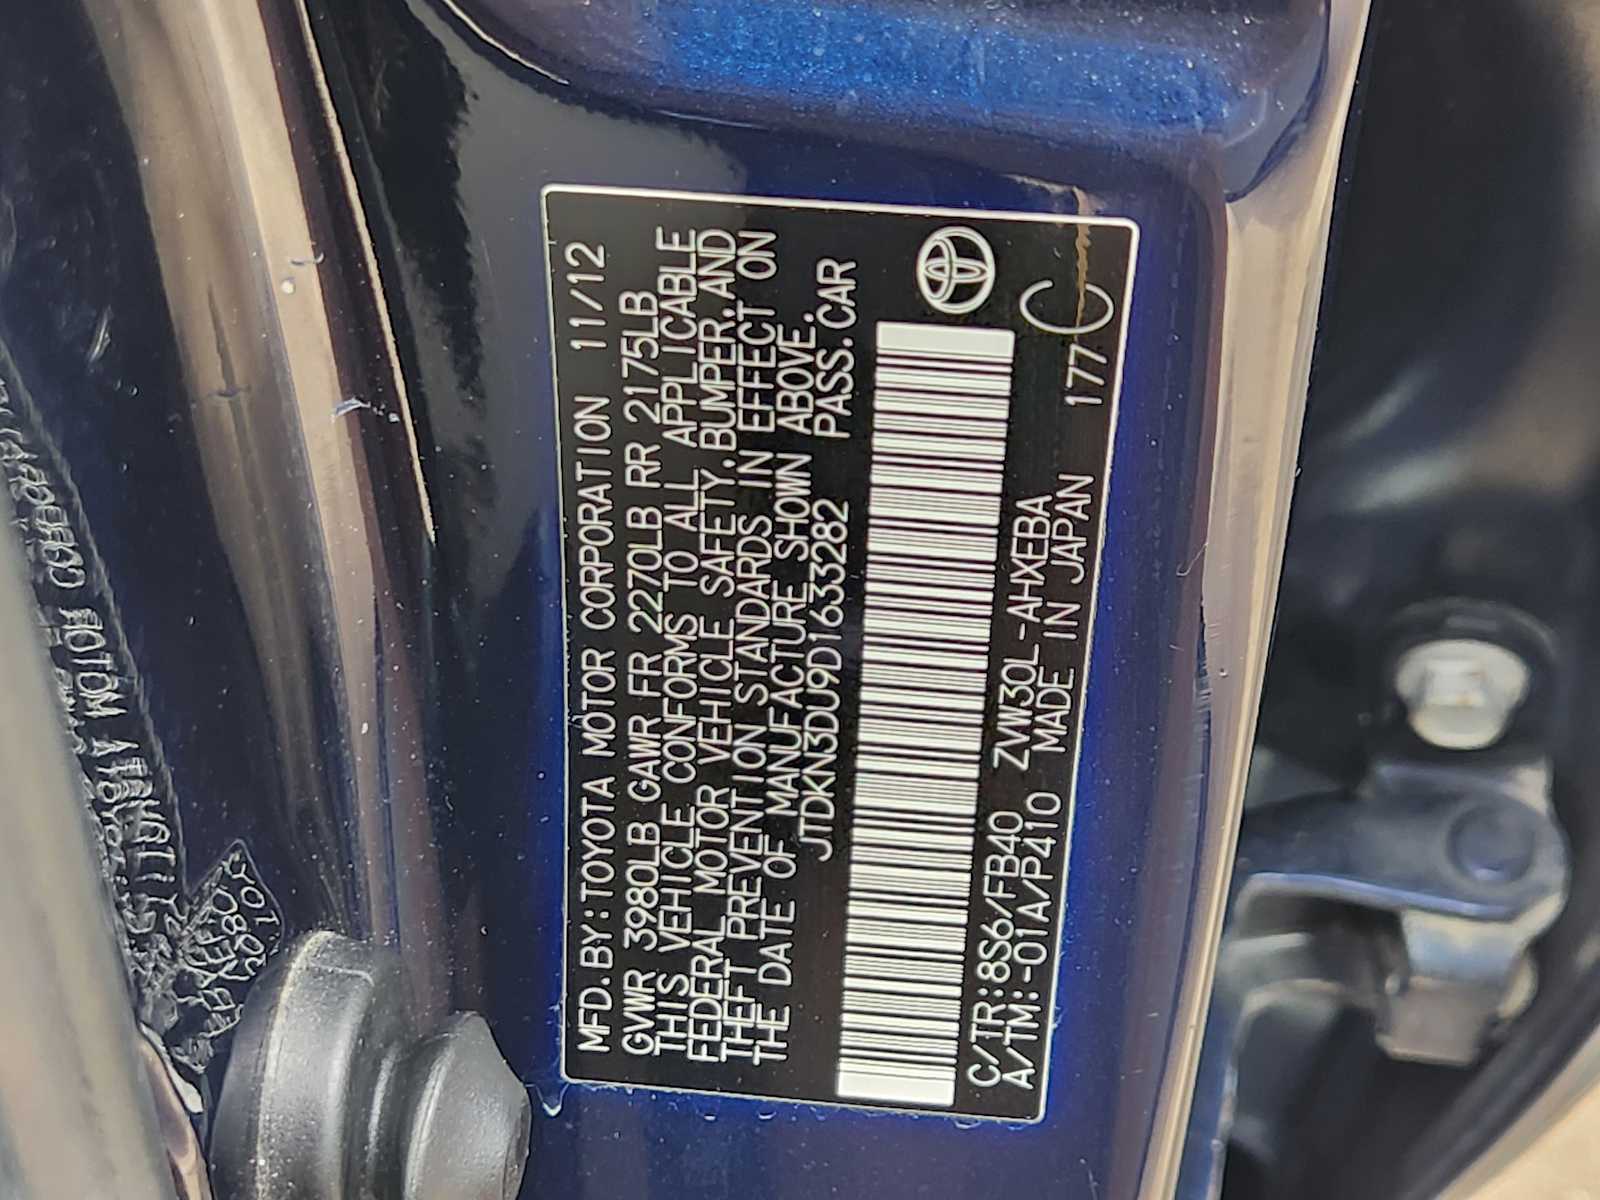 MFD.BY:TOYOTA MOTOR CORPORATION 11/12
GVWR 3980LB GAWR FR 2270LB RR 2175LB
THIS VEHICLE CONFORMS TO ALL APPLICABLE
FEDERAL MOTOR VEHICLE SAFETY,BUMPER,AND
THEFT PREVENTION STANDARDS IN EFFECT ON
THE DATE OF MANUFACTURE SHOWN ABOVE.
JTDKN3DU9D1633282 PASS.CAR
C/TR:8S6/FB40 ZVW30L-AHXEBA 177 C
A/TM:-01A/P410 MADE IN JAPAN